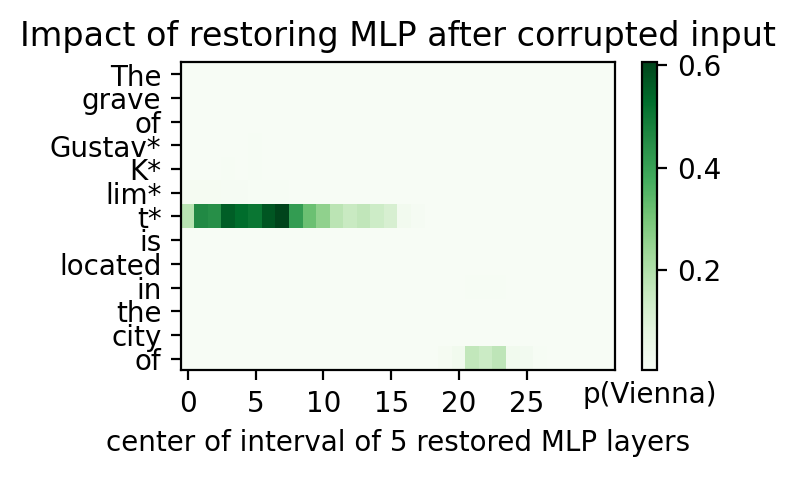 Impact of restoring MLP after corrupted input
The
grave
of
Gustav*
K*
lim*
t*
is
located
in
the
city
of
0 5 10 15 20 25
0.6
0.4
0.2
p(Vienna)
center of interval of 5 restored MLP layers